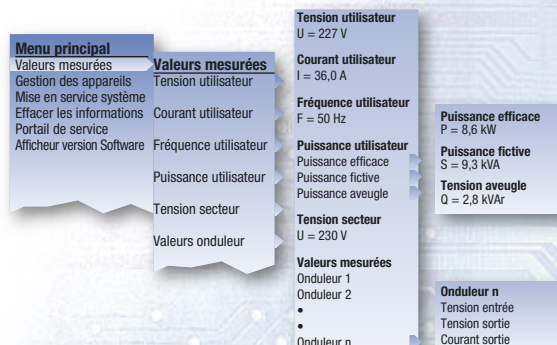 Menu principal
Valeurs mesurées
Gestion des appareils
Mise en service système
Effacer les informations
Portail de service
Afficheur version Software
Valeurs mesurées
Tension utilisateur
Courant utilisateur
Fréquence utilisateur
Puissance utilisateur
Tension secteur
Valeurs onduleur
Tension utilisateur
U = 227 V
Courant utilisateur
I = 36,0 A
Fréquence utilisateur
F = 50 Hz
Puissance utilisateur
Puissance efficace
Puissance fictive
Puissance aveugle
Tension secteur
U = 230 V
Valeurs mesurées
Onduleur 1
Onduleur 2
•
•
Onduleur n
Puissance efficace
P = 8,6 kW
Puissance fictive
S = 9,3 kVA
Tension aveugle
Q = 2,8 kVAr
Onduleur n
Tension entrée
Tension sortie
Courant sortie